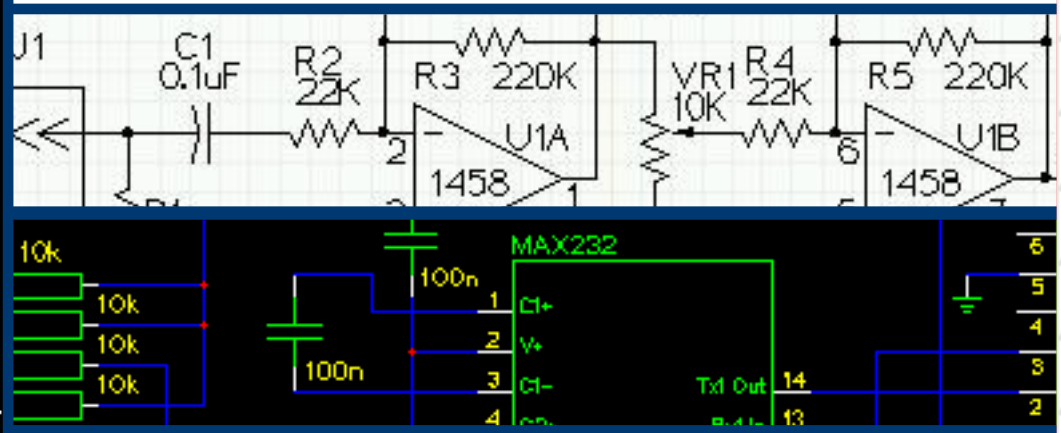 J1
C1
0.1uF
R2
22K
R3 220K
VR1
10K
R4
22K
R5 220K
2
U1A
1458
1
6
U1B
1458
10k
10k
10k
10k
100n
100n
MAX232
1 C1+
2 V+
3 C1-
4
Tx1 Out 14
13
6
5
4
3
2